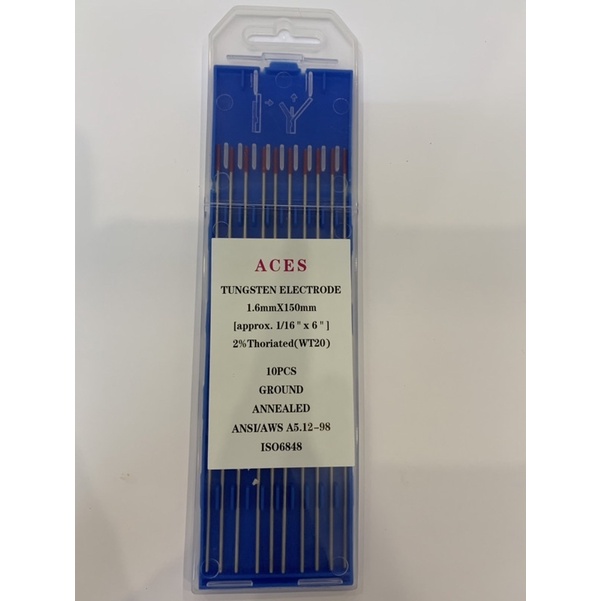 ACES
TUNGSTEN ELECTRODE
1.6mmX150mm
[approx. 1/16 " x 6 " ]
2%Thoriated(WT20)
10PCS
GROUND
ANNEALED
ANSI/AWS A5.12-98
ISO6848